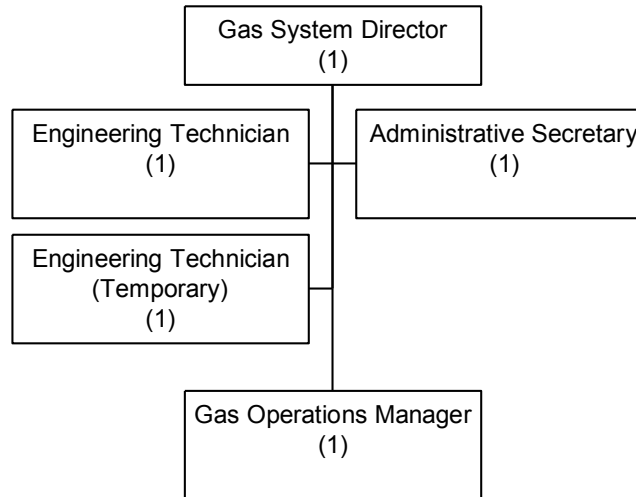 Gas System Director
(1)
Engineering Technician
(1)
Administrative Secretary
(1)
Engineering Technician
(Temporary)
(1)
Gas Operations Manager
(1)